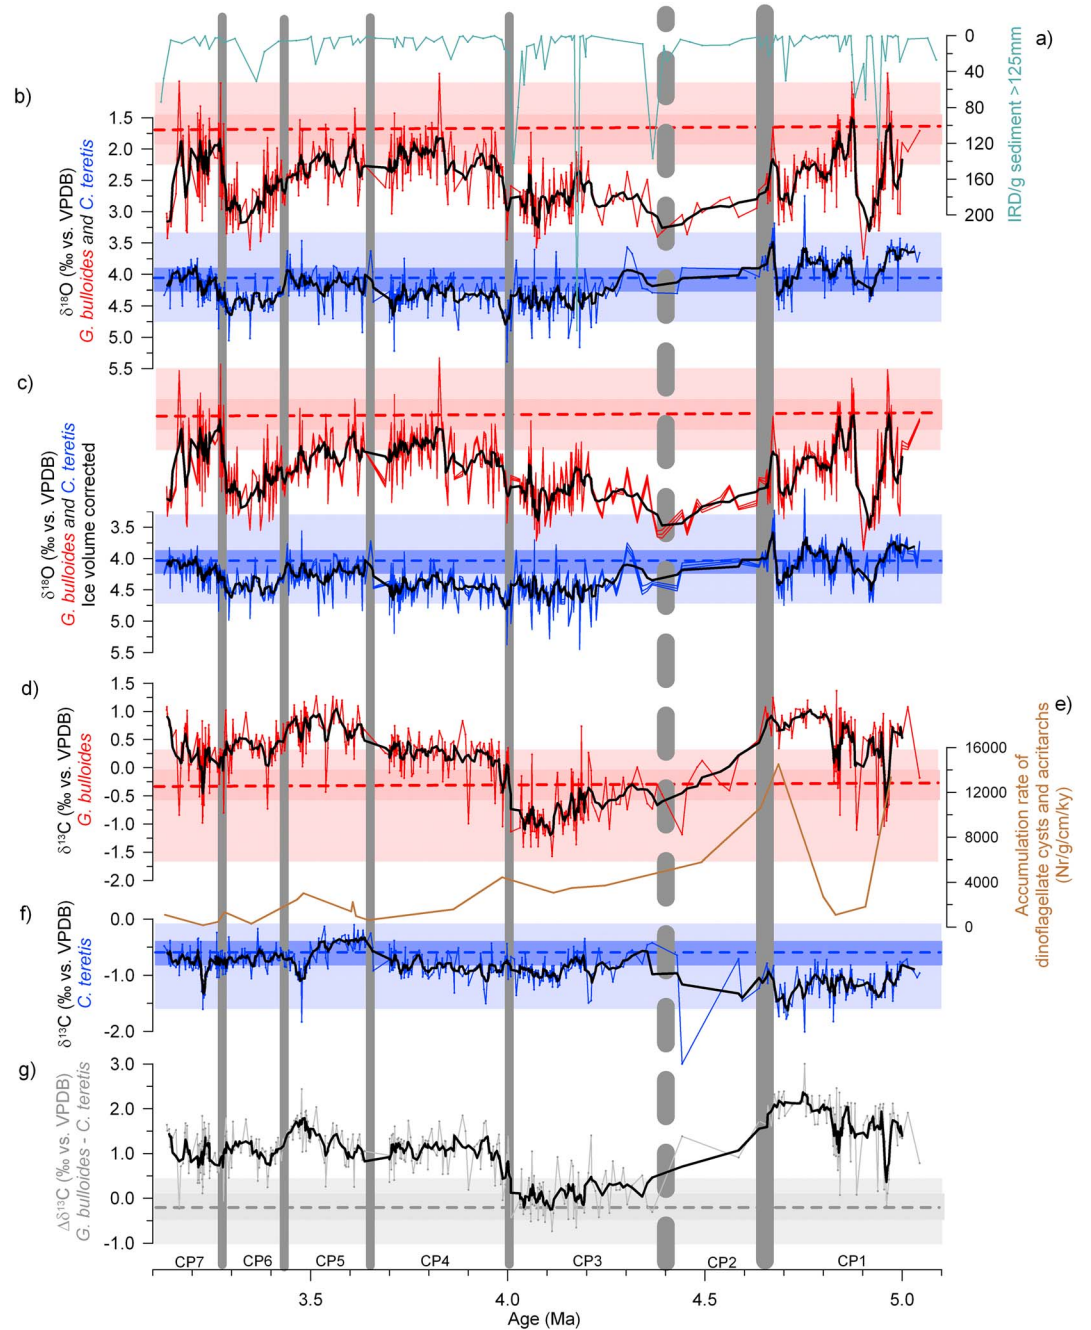 a)
0
40
80
120
160
200
IRD/g sediment >125mm
b)
1.5
2.0
2.5
3.0
3.5
4.0
4.5
5.0
5.5
δ¹⁸O (‰ vs. VPDB)
G. bulloides and C. teretis
c)
3.5
4.0
4.5
5.0
5.5
δ¹⁸O (‰ vs. VPDB)
G. bulloides and C. teretis
Ice volume corrected
d)
1.5
1.0
0.5
0.0
-0.5
-1.0
-1.5
-2.0
δ¹³C (‰ vs. VPDB)
G. bulloides
e)
16000
12000
8000
4000
0
Accumulation rate of
dinoflagellate cysts and acritarchs
(Nr/g/cm/ky)
f)
0.0
-1.0
-2.0
δ¹³C (‰ vs. VPDB)
C. teretis
g)
3.0
2.0
1.0
0.0
-1.0
Δδ¹³C (‰ vs. VPDB)
G. bulloides - C. teretis
CP7 CP6 CP5 CP4 CP3 CP2 CP1
3.5 4.0 4.5 5.0
Age (Ma)